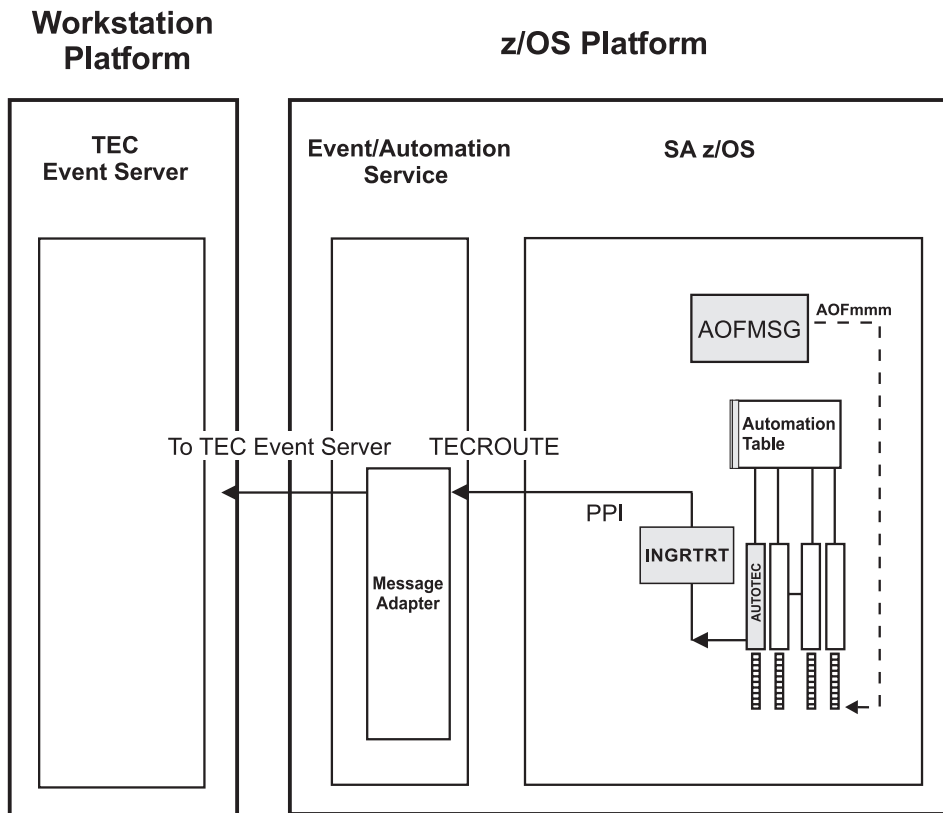 Workstation
Platform
z/OS Platform
TEC
Event Server
Event/Automation
Service
SA z/OS
AOFMSG
AOFmmm
Automation
Table
To TEC Event Server
TECROUTE
PPI
INGRTRT
AUTOTEC
Message
Adapter